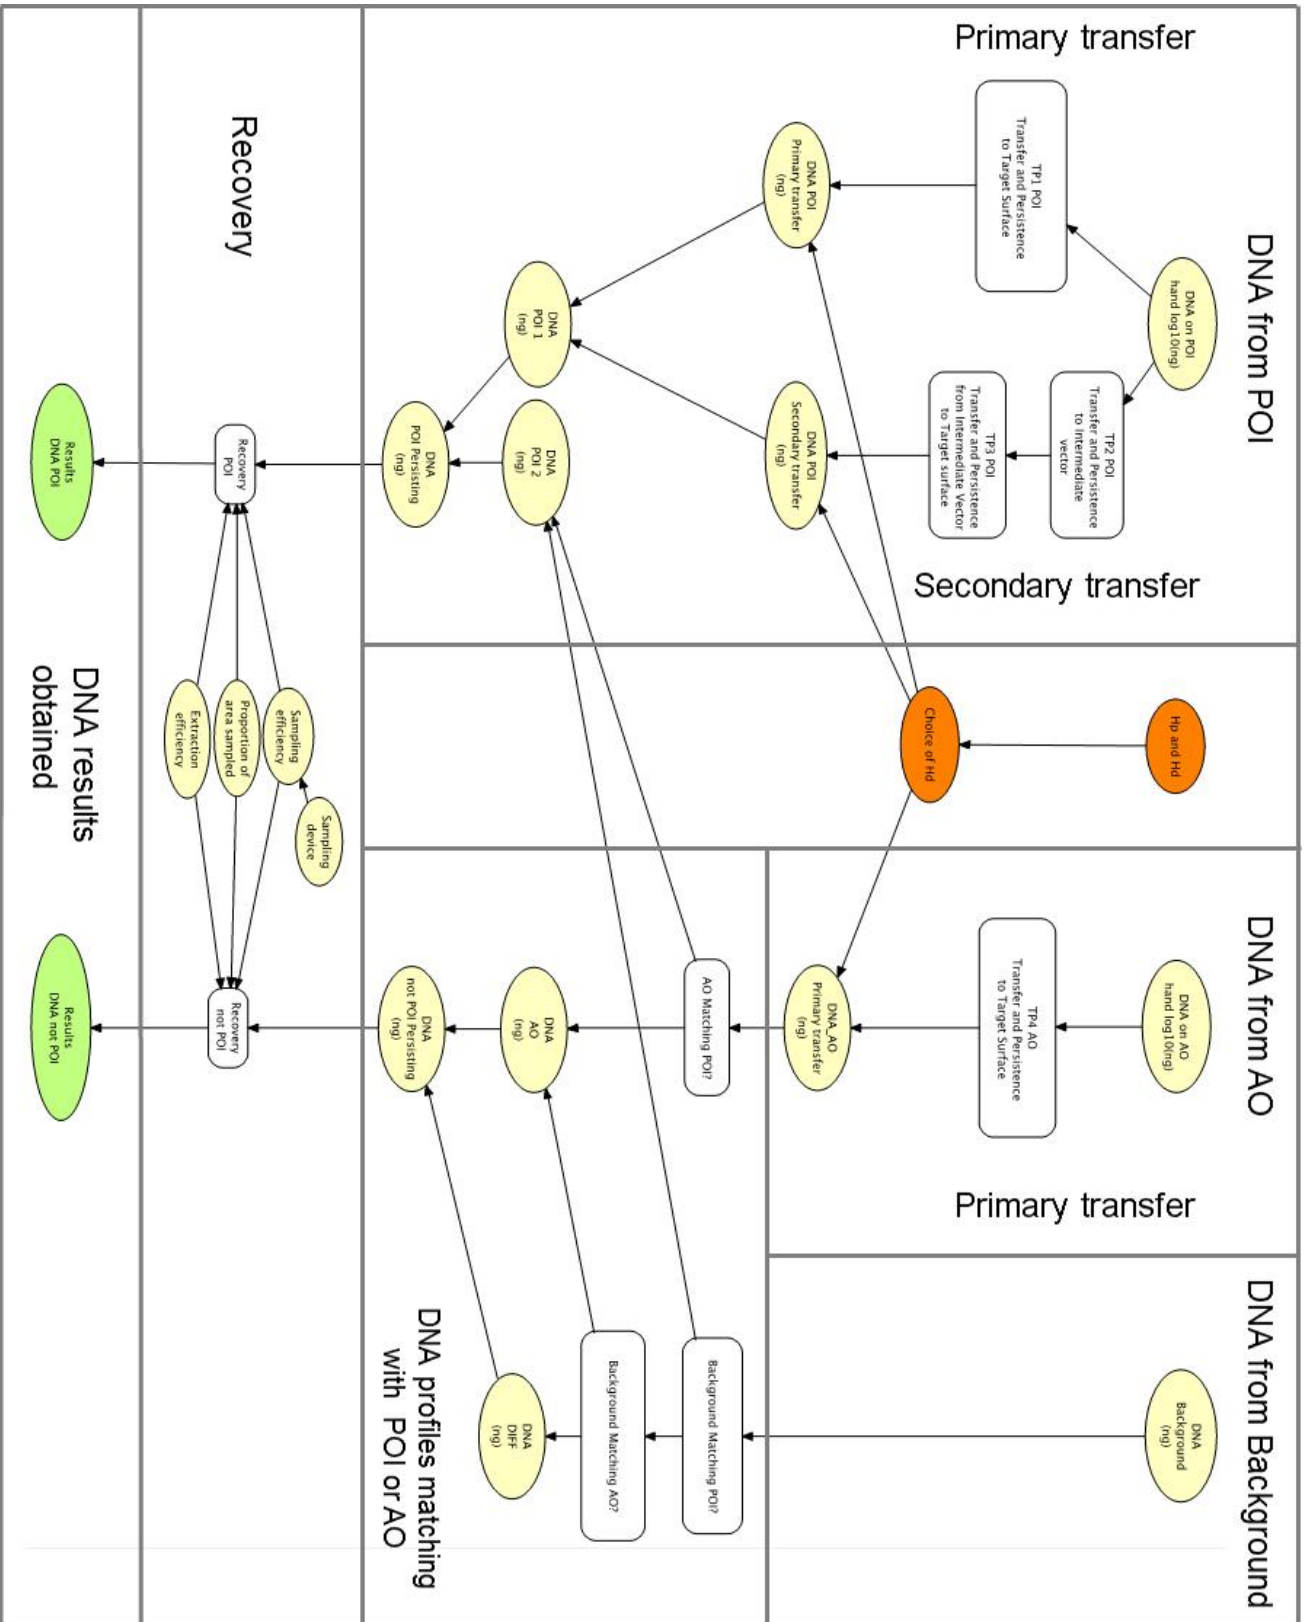 DNA from POI
DNA from AO
DNA from Background
Primary transfer
Secondary transfer
Primary transfer
DNA on POI
hand log10(ng)
Hp and Hd
DNA on AO
hand log10(ng)
DNA
Background
(ng)
TP1 POI
Transfer and Persistence
to Target Surface
TP2 POI
Transfer and Persistence
to Intermediate
vector
TP3 POI
Transfer and Persistence
from Intermediate Vector
to Target surface
TP4 AO
Transfer and Persistence
to Target Surface
Choice of Hd
DNA POI
Primary transfer
(ng)
DNA POI
Secondary transfer
(ng)
DNA_AO
Primary transfer
(ng)
AO Matching POI?
Background Matching POI?
Background Matching AO?
DNA
POI 1
(ng)
DNA
POI 2
(ng)
DNA
AO
(ng)
DNA
DIFF
(ng)
DNA
POI Persisting
(ng)
DNA
not POI Persisting
(ng)
DNA profiles matching
with POI or AO
Recovery
Sampling
device
Sampling
efficiency
Proportion of
area sampled
Extraction
efficiency
Recovery
POI
Recovery
not POI
DNA results
obtained
Results
DNA POI
Results
DNA not POI